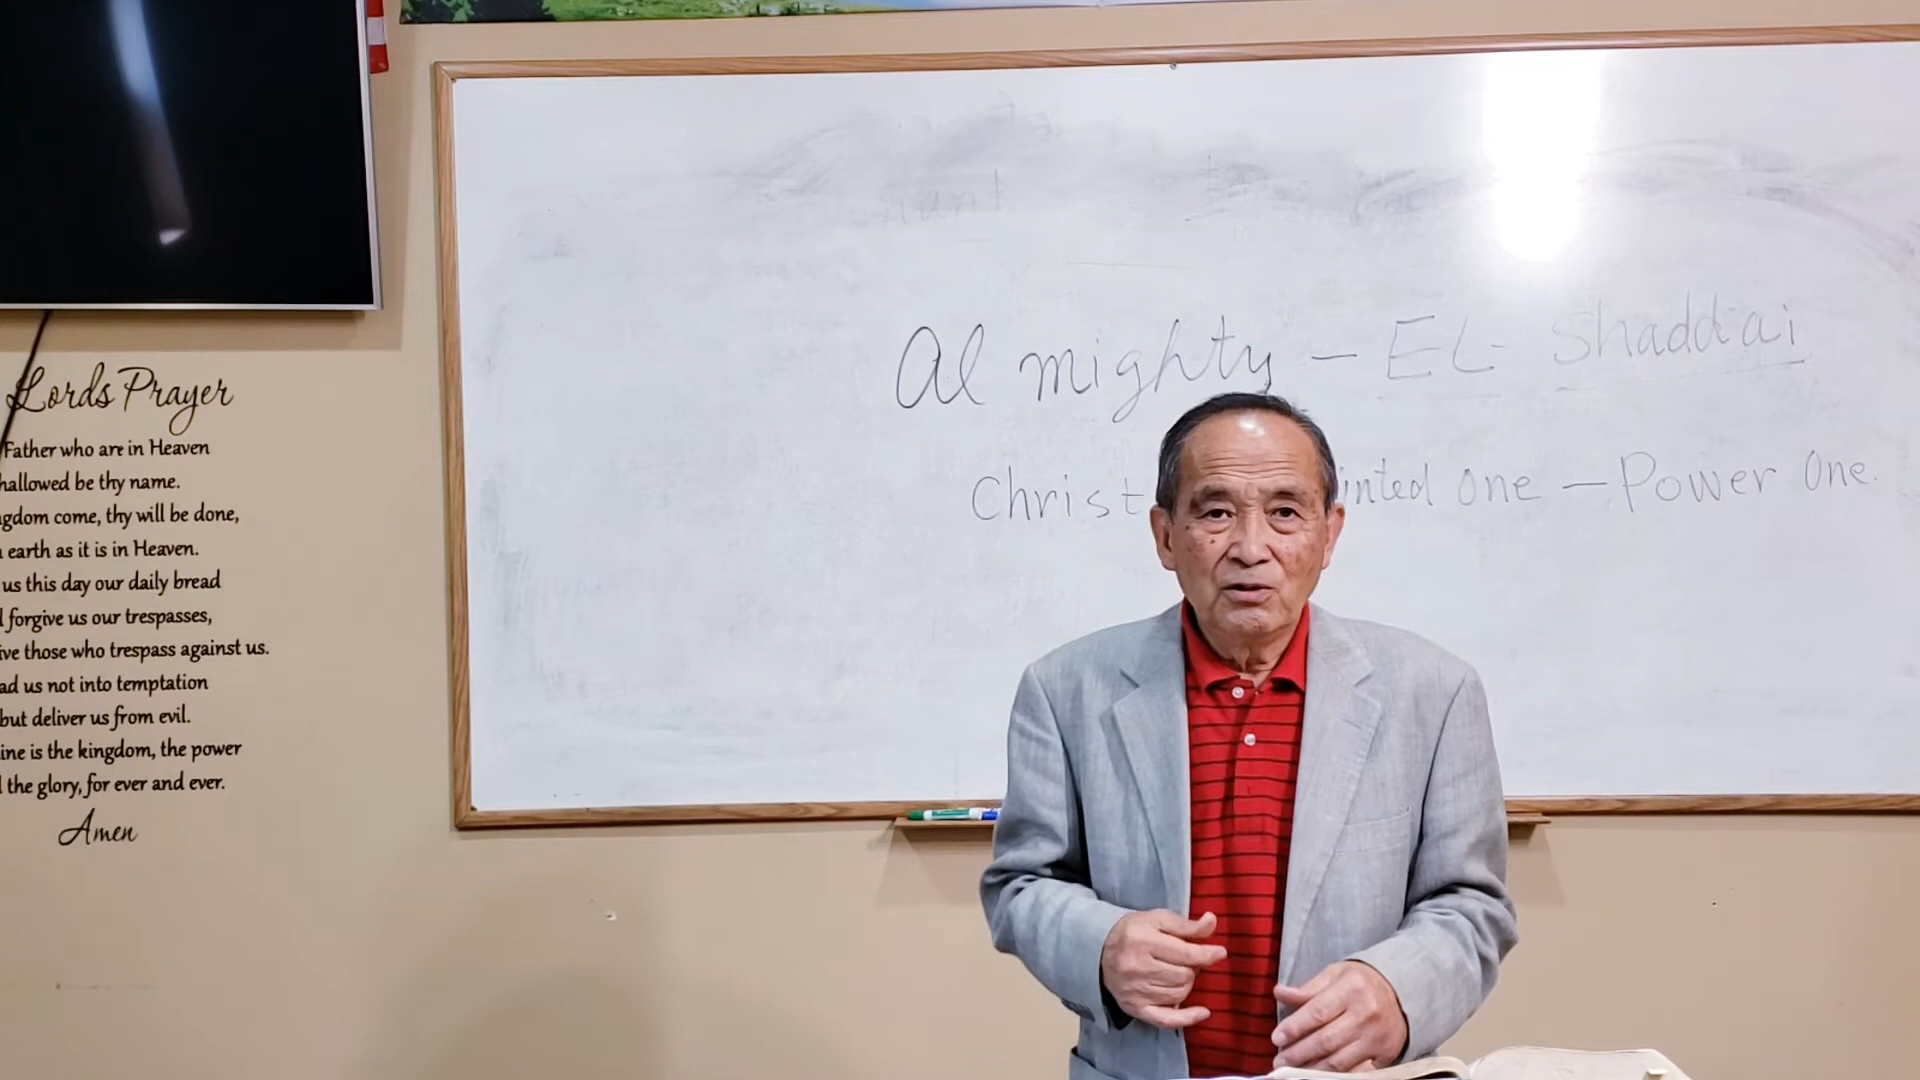 Lords Prayer
Father who are in Heaven
hallowed be thy name.
gdom come, thy will be done,
earth as it is in Heaven.
us this day our daily bread
forgive us our trespasses,
ive those who trespass against us.
ad us not into temptation
but deliver us from evil.
ine is the kingdom, the power
the glory, for ever and ever.
Amen
Al mighty - EL- Shaddai
Christ inted One - Power One.